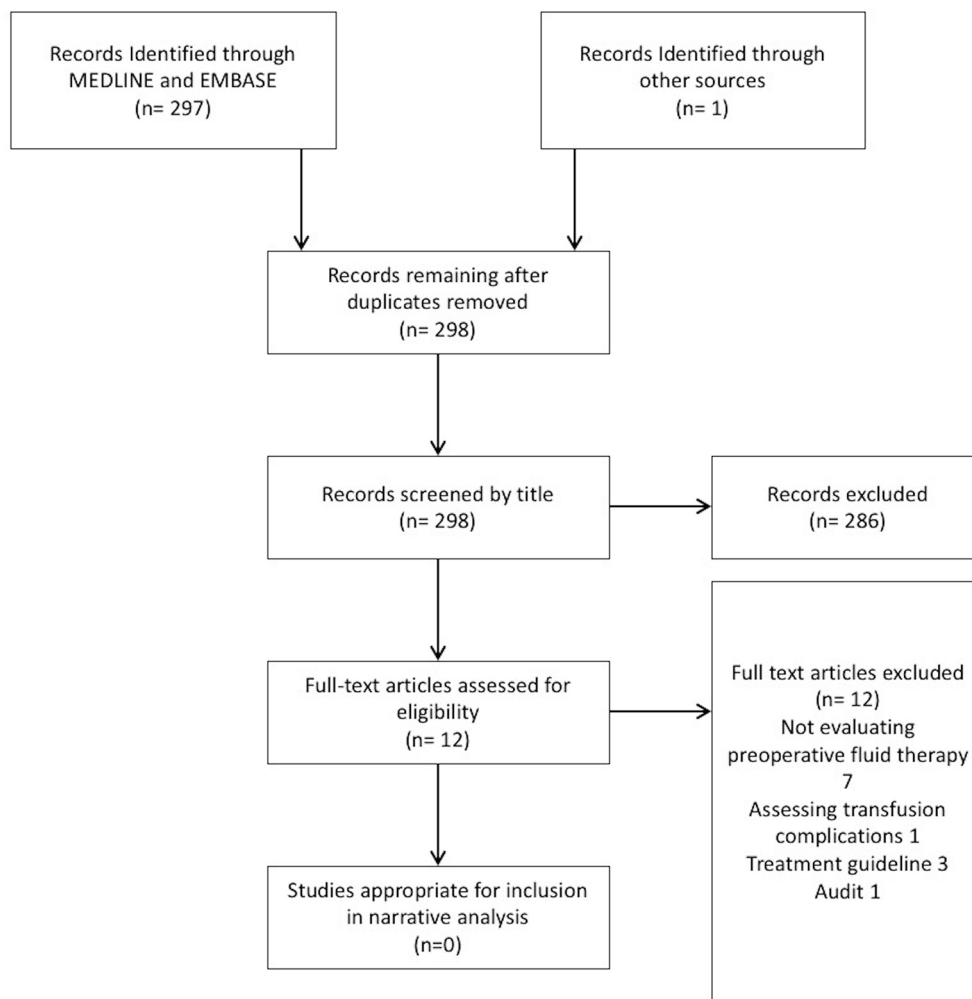 Records Identified through
MEDLINE and EMBASE
(n= 297)
Records Identified through
other sources
(n= 1)
Records remaining after
duplicates removed
(n= 298)
Records screened by title
(n= 298)
Records excluded
(n= 286)
Full-text articles assessed for
eligibility
(n= 12)
Full text articles excluded
(n= 12)
Not evaluating
preoperative fluid therapy
7
Assessing transfusion
complications 1
Treatment guideline 3
Audit 1
Studies appropriate for inclusion
in narrative analysis
(n=0)